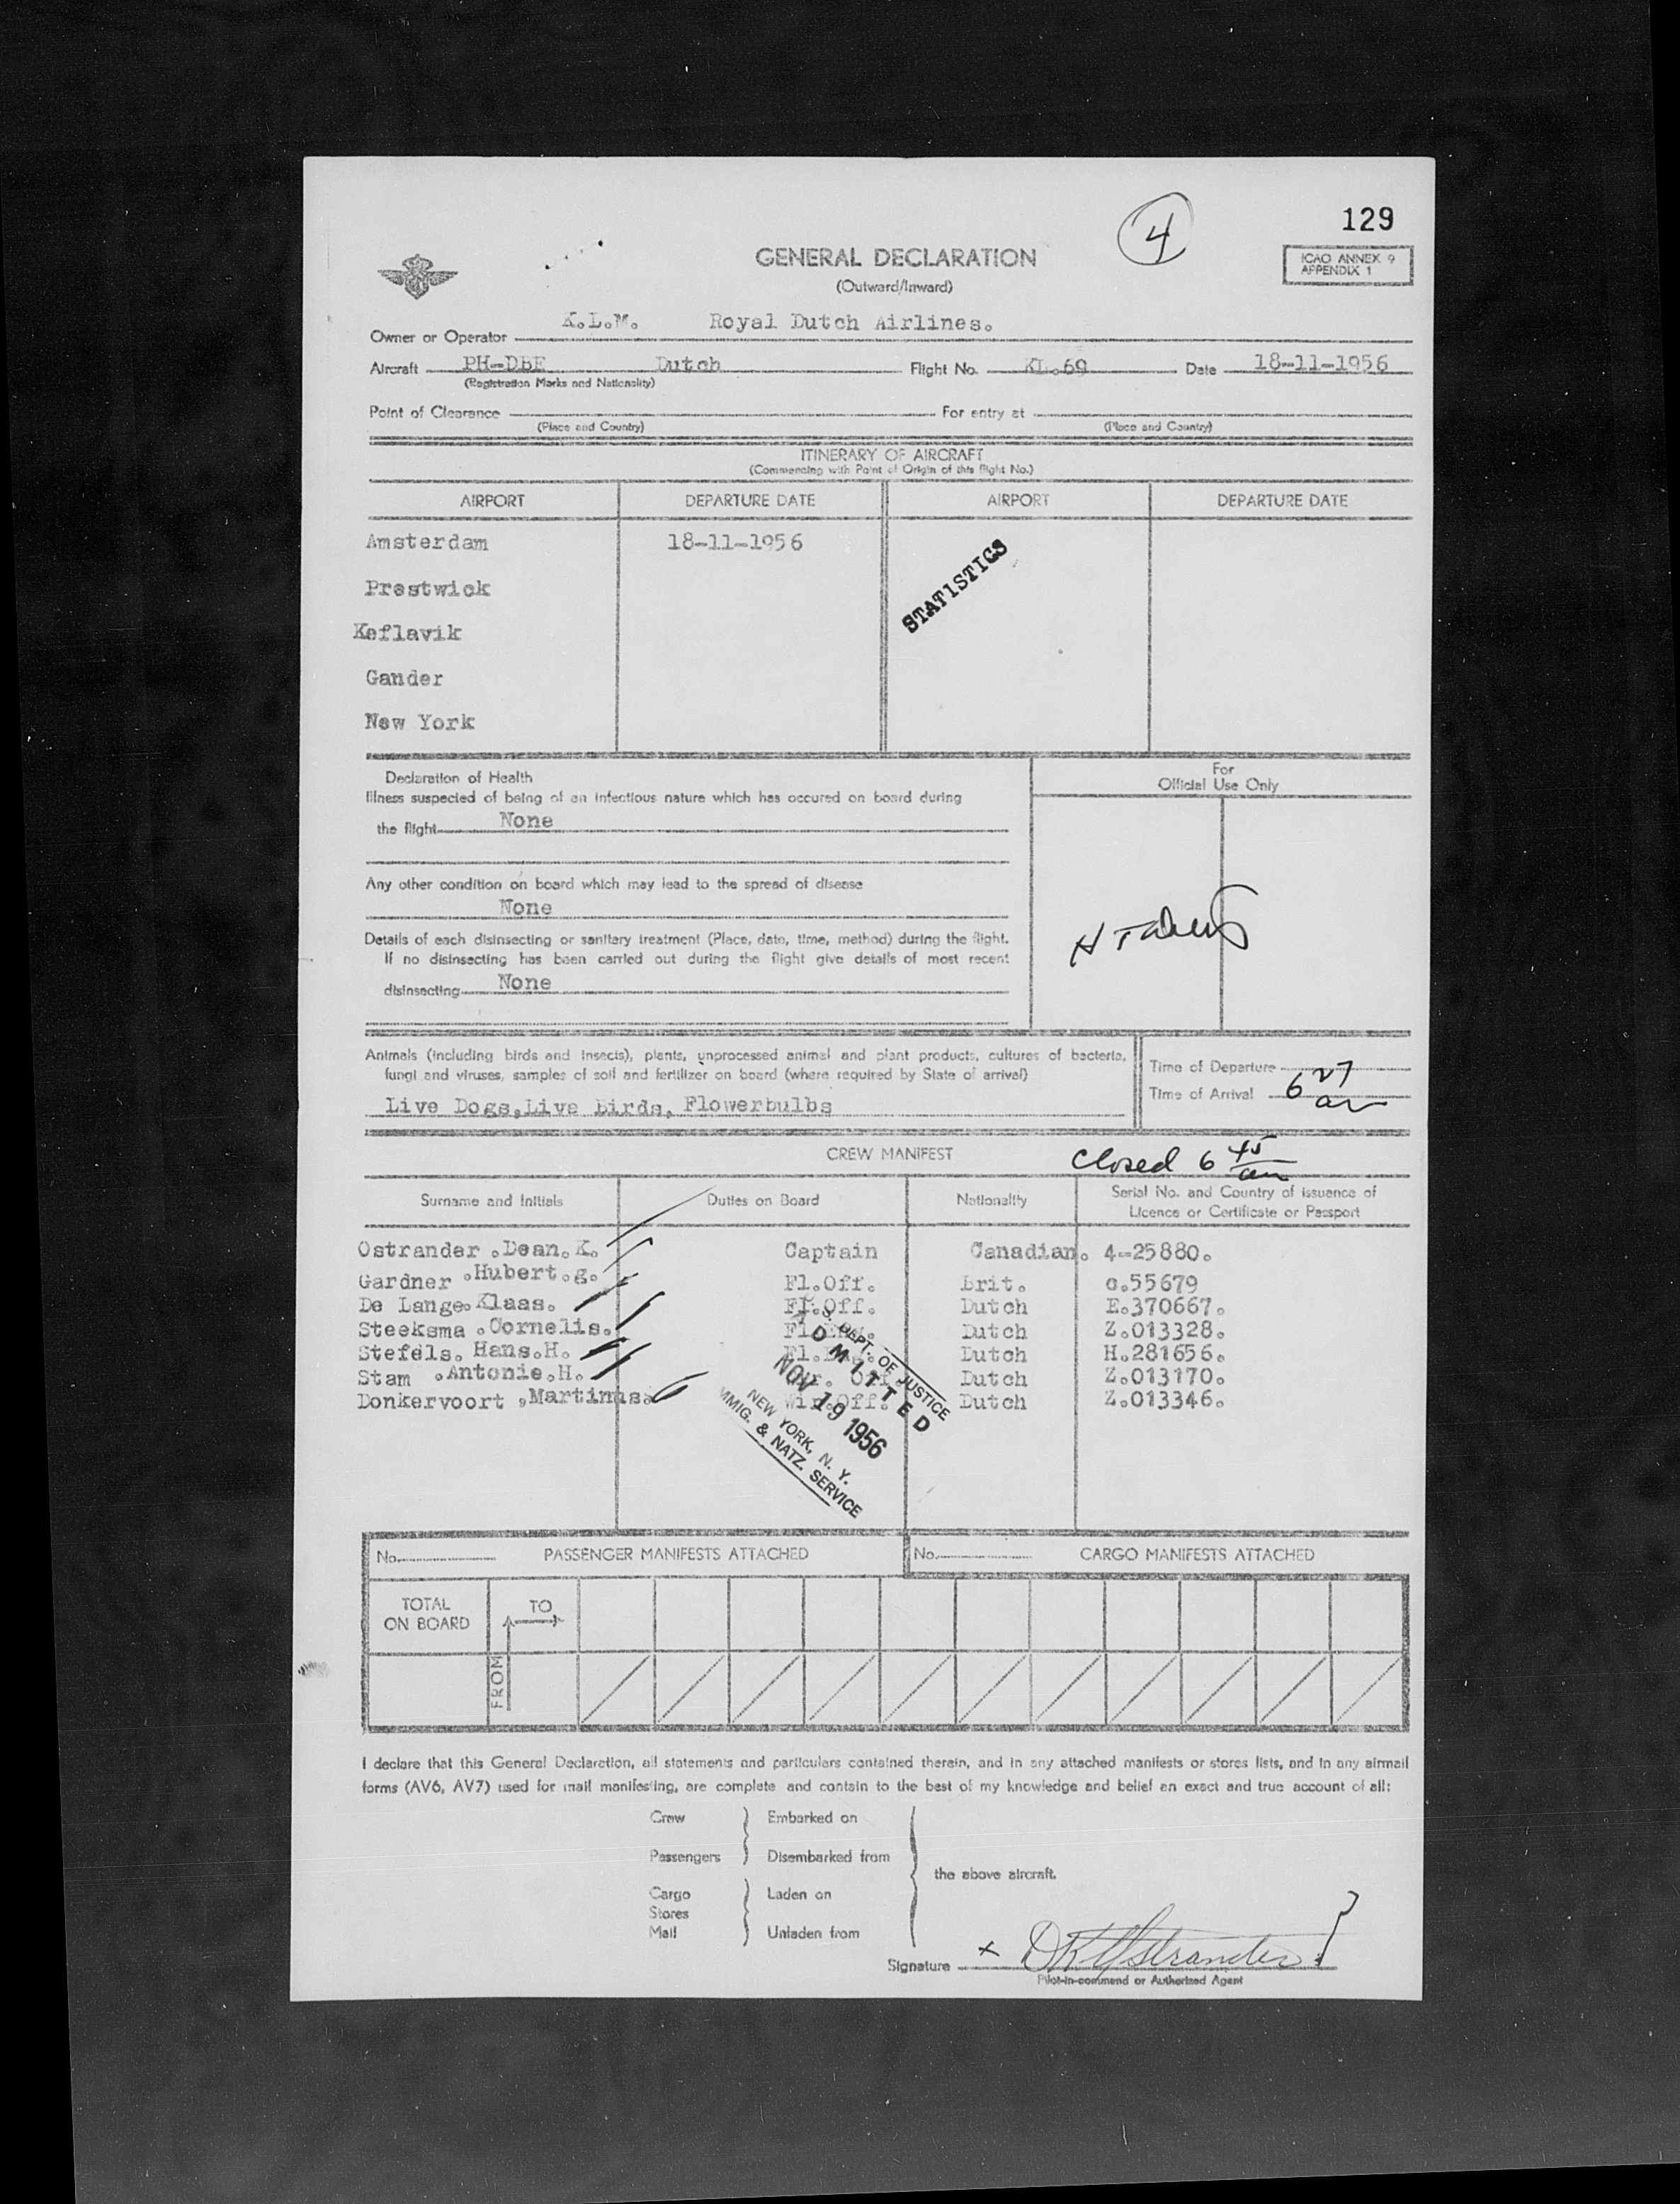 129
4
GENERAL DECLARATION
(Outward/Inward)
ICAO ANNEX 9
APPENDIX 1
Owner or Operator K.L.M. Royal Dutch Airlines.
Aircraft PH-DBE Dutch Flight No. KL.69 Date 18-11-1956
(Registration Marks and Nationality)
Point of Clearance For entry at
(Place and Country) (Place and Country)
ITINERARY OF AIRCRAFT
(Commencing with Point of Origin of this flight No.)
AIRPORT DEPARTURE DATE AIRPORT DEPARTURE DATE
Amsterdam 18-11-1956
STATISTICS
Prestwick
Keflavik
Gander
New York
Declaration of Health
Illness suspected of being of an infectious nature which has occured on board during
the flight None
Any other condition on board which may lead to the spread of disease
None
Details of each disinsecting or sanitary treatment (Place, date, time, method) during the flight.
If no disinsecting has been carried out during the flight give details of most recent
disinsecting None
For
Official Use Only
Animals (including birds and insects), plants, unprocessed animal and plant products, cultures of bacteria,
fungi and viruses, samples of soil and fertilizer on board (where required by State of arrival)
Live Dogs,Live Birds, Flowerbulbs
Time of Departure
Time of Arrival 6 27 am
CREW MANIFEST
Closed 6 45 am
Surname and Initials Duties on Board Nationality Serial No. and Country of Issuance of
Licence or Certificate or Passport
Ostrander .Dean.K. Captain Canadian. 4-25880.
Gardner .Hubert.g. Fl.Off. Brit. 0.55679
De Lange.Klaas. Fl.Off. Dutch E.370667.
Steeksma .Cornelis. Dutch Z.013328.
Stefels. Hans.H. Dutch H.281656.
Stam .Antonie.H. Dutch Z.013170.
Donkervoort .Martinus. Wir.Off. Dutch Z.013346.
DEPT. OF JUSTICE
ADMITTED
NOV 19 1956
NEW YORK, N. Y.
IMMIG. & NATZ. SERVICE
No. PASSENGER MANIFESTS ATTACHED No. CARGO MANIFESTS ATTACHED
TOTAL
ON BOARD
TO
FROM
I declare that this General Declaration, all statements and particulars contained therein, and in any attached manifests or stores lists, and in any airmail
forms (AV6, AV7) used for mail manifesting, are complete and contain to the best of my knowledge and belief an exact and true account of all:
Crew Embarked on
Passengers Disembarked from
the above aircraft.
Cargo Laden on
Stores
Mail Unladen from
Signature x DKOstrander
Pilot-in-command or Authorized Agent